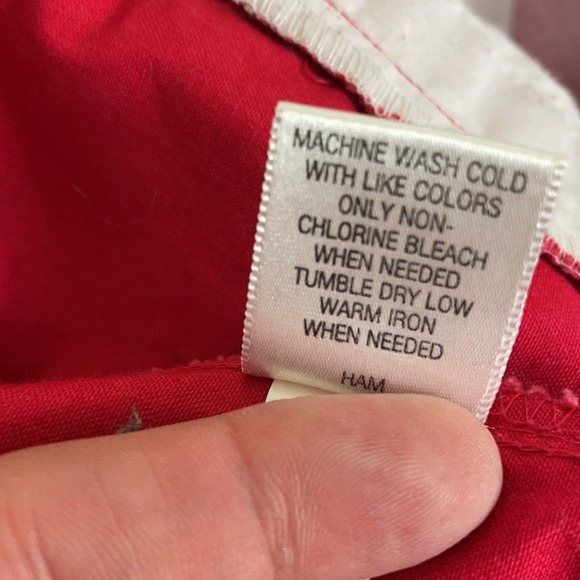 MACHINE WASH COLD
WITH LIKE COLORS
ONLY NON-
CHLORINE BLEACH
WHEN NEEDED
TUMBLE DRY LOW
WARM IRON
WHEN NEEDED
HAM